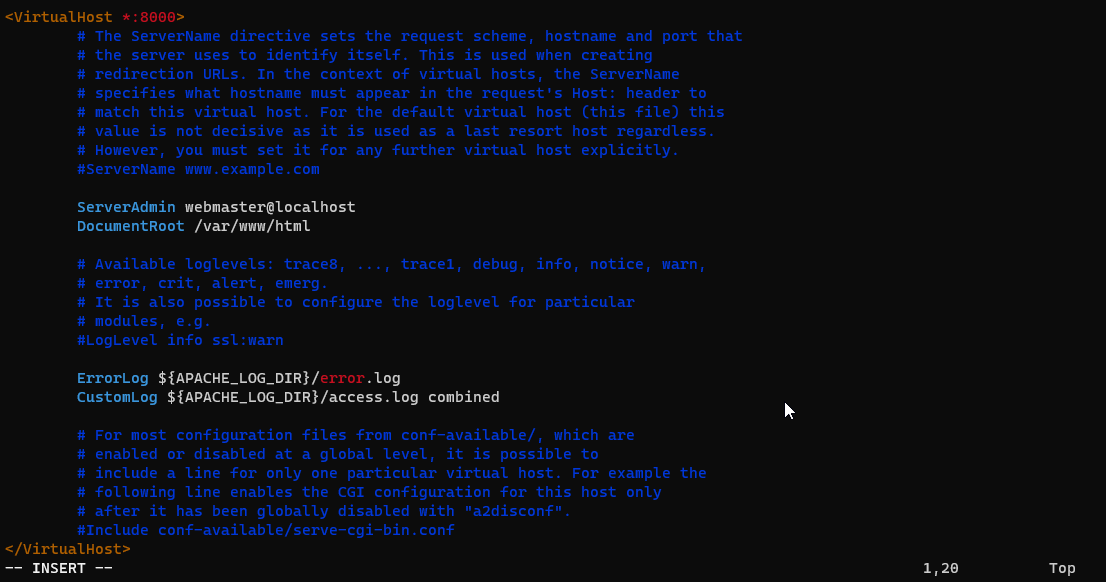 <VirtualHost *:8000>
# The ServerName directive sets the request scheme, hostname and port that
# the server uses to identify itself. This is used when creating
# redirection URLs. In the context of virtual hosts, the ServerName
# specifies what hostname must appear in the request's Host: header to
# match this virtual host. For the default virtual host (this file) this
# value is not decisive as it is used as a last resort host regardless.
# However, you must set it for any further virtual host explicitly.
#ServerName www.example.com
ServerAdmin webmaster@localhost
DocumentRoot /var/www/html
# Available loglevels: trace8, ..., trace1, debug, info, notice, warn,
# error, crit, alert, emerg.
# It is also possible to configure the loglevel for particular
# modules, e.g.
#LogLevel info ssl:warn
ErrorLog ${APACHE_LOG_DIR}/error.log
CustomLog ${APACHE_LOG_DIR}/access.log combined
# For most configuration files from conf-available/, which are
# enabled or disabled at a global level, it is possible to
# include a line for only one particular virtual host. For example the
# following line enables the CGI configuration for this host only
# after it has been globally disabled with "a2disconf".
#Include conf-available/serve-cgi-bin.conf
</VirtualHost>
-- INSERT -- 1,20 Top